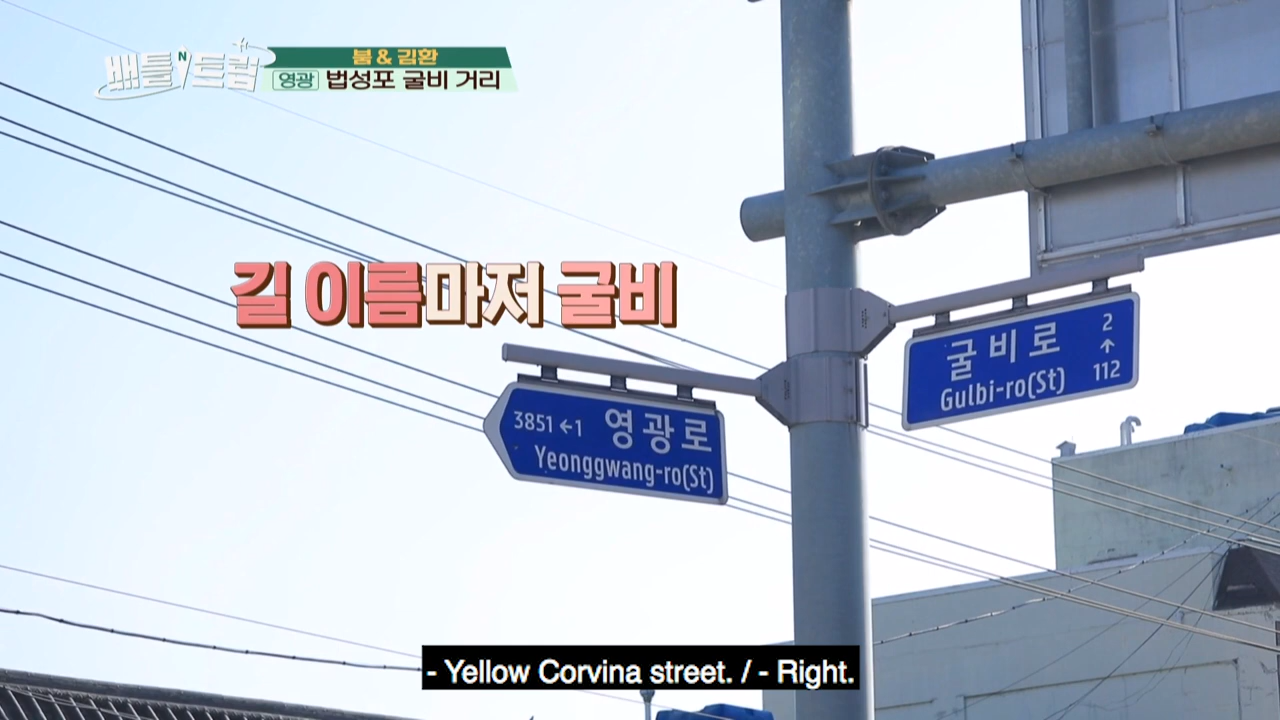 배틀트립
붐 & 김환
영광 법성포 굴비 거리
길 이름마저 굴비
굴비로
Gulbi-ro(St)
2
↑
112
3851 ←1 영광로
Yeonggwang-ro(St)
- Yellow Corvina street. / - Right.